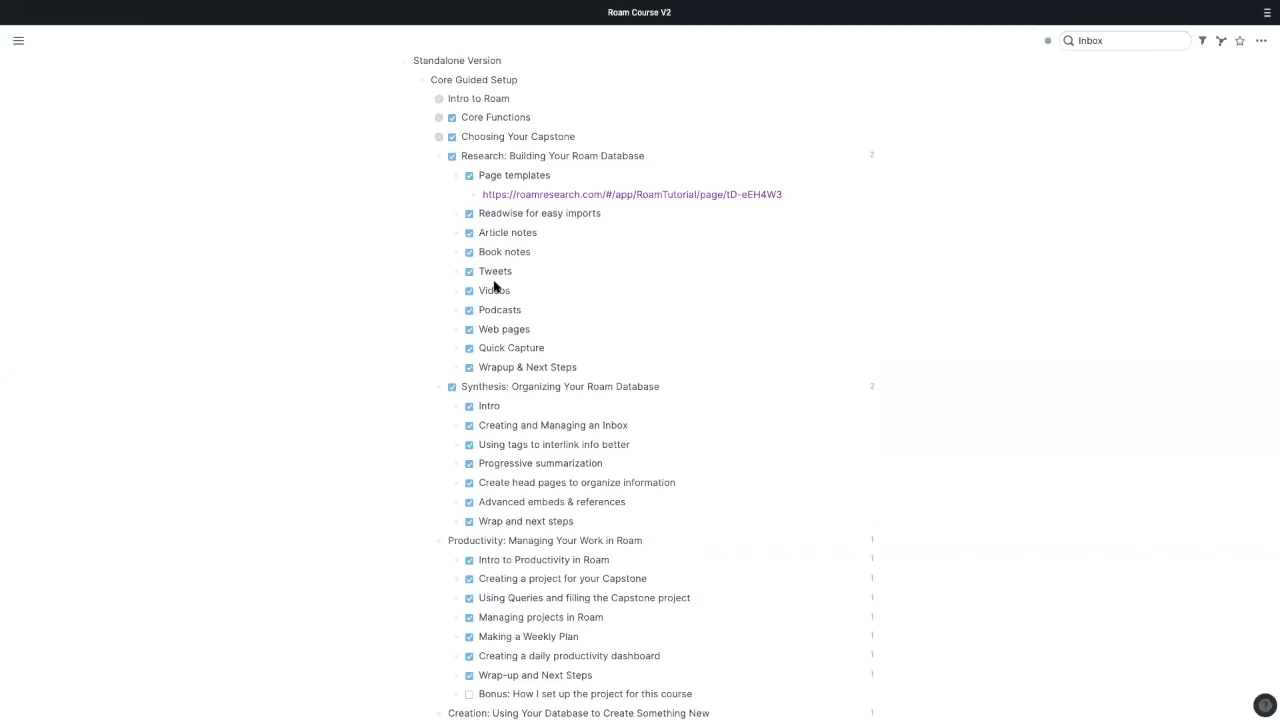 Roam Course V2
Inbox
Standalone Version
Core Guided Setup
Intro to Roam
Core Functions
Choosing Your Capstone
Research: Building Your Roam Database 2
Page templates
https://roamresearch.com/#/app/RoamTutorial/page/tD-eEH4W3
Readwise for easy imports
Article notes
Book notes
Tweets
Videos
Podcasts
Web pages
Quick Capture
Wrapup & Next Steps
Synthesis: Organizing Your Roam Database 2
Intro
Creating and Managing an Inbox
Using tags to interlink info better
Progressive summarization
Create head pages to organize information
Advanced embeds & references
Wrap and next steps
Productivity: Managing Your Work in Roam 1
Intro to Productivity in Roam 1
Creating a project for your Capstone 1
Using Queries and filling the Capstone project 1
Managing projects in Roam 1
Making a Weekly Plan 1
Creating a daily productivity dashboard 1
Wrap-up and Next Steps 1
Bonus: How I set up the project for this course
Creation: Using Your Database to Create Something New 1